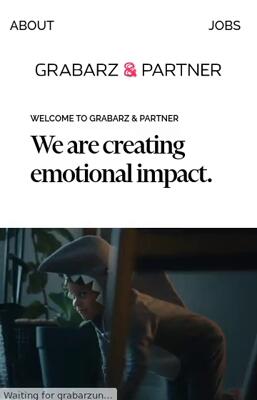 ABOUT JOBS
GRABARZ & PARTNER
WELCOME TO GRABARZ & PARTNER
We are creating
emotional impact.
Waiting for grabarzun...